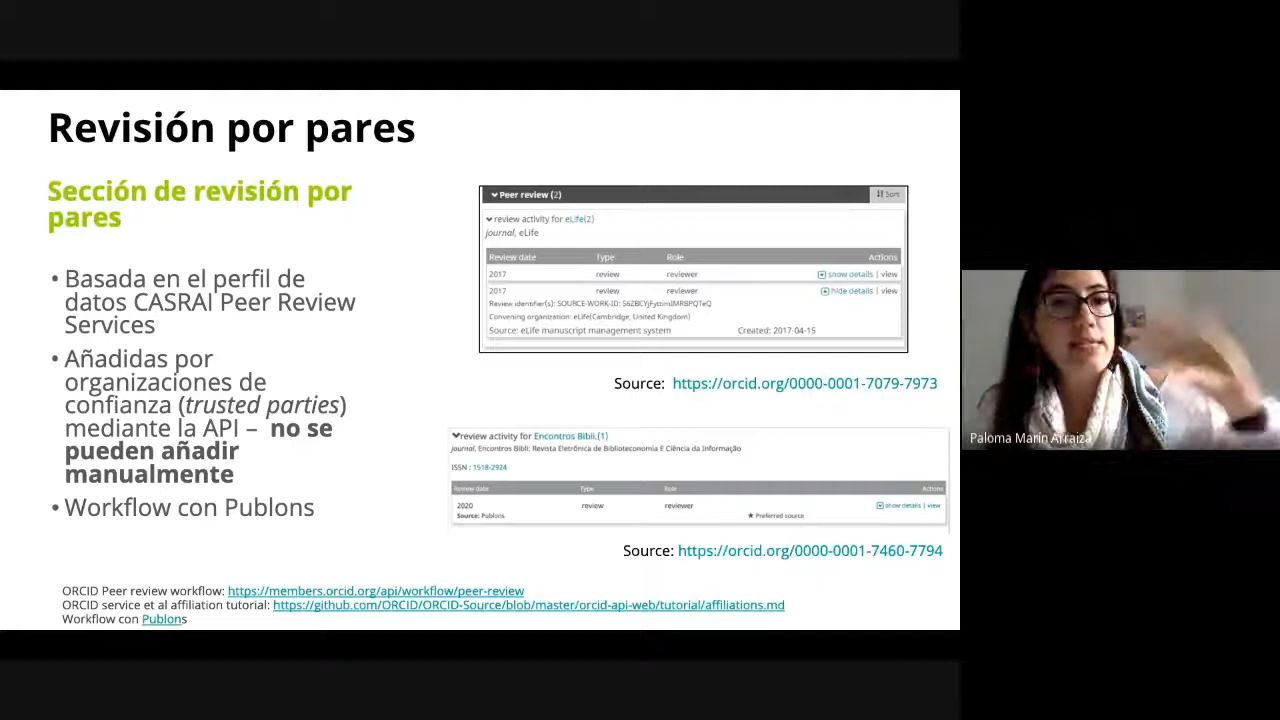 Revisión por pares
Sección de revisión por
pares
• Basada en el perfil de
datos CASRAI Peer Review
Services
• Añadidas por
organizaciones de
confianza (trusted parties)
mediante la API – no se
pueden añadir
manualmente
• Workflow con Publons
Peer review (2)
Sort
review activity for eLife(2)
Journal, eLife
Review date Type Role Actions
2017 review reviewer show details | view
2017 review reviewer hide details | view
Review identifier(s): SOURCE-WORK-ID:
Convening organization: eLife(Cambridge, United Kingdom)
Source: eLife manuscript management system Created: 2017-04-15
Source: https://orcid.org/0000-0001-7079-7973
review activity for Encontros Bibli.(1)
Journal, Encontros Bibli: Revista Eletrônica de Biblioteconomia E Ciência da Informação
ISSN : 1518-2924
Review date Type Role Actions
2020 review reviewer show details | view
Source: Publons ★ Preferred source
Source: https://orcid.org/0000-0001-7460-7794
ORCID Peer review workflow: https://members.orcid.org/api/workflow/peer-review
ORCID service et al affiliation tutorial: https://github.com/ORCID/ORCID-Source/blob/master/orcid-api-web/tutorial/affiliations.md
Workflow con Publons
Paloma Marín Arraiza